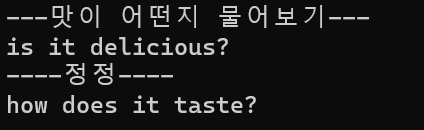 ---맛이 어떤지 물어보기---
is it delicious?
----정정----
how does it taste?